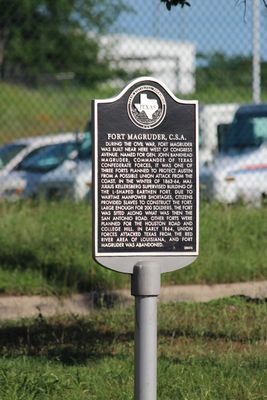 TEXAS
FORT MAGRUDER, C.S.A.
DURING THE CIVIL WAR, FORT MAGRUDER
WAS BUILT NEAR HERE WEST OF CONGRESS
AVENUE. NAMED FOR GEN. JOHN BANKHEAD
MAGRUDER, COMMANDER OF TEXAS
CONFEDERATE FORCES, IT WAS ONE OF
THREE FORTS PLANNED TO PROTECT AUSTIN
FROM A POSSIBLE UNION ATTACK FROM THE
COAST. IN THE WINTER OF 1863-64, MAJ.
JULIUS KELLERSBERG SUPERVISED BUILDING OF
THE L-SHAPED EARTHEN FORT. DUE TO
WARTIME MANPOWER SHORTAGES, CITIZENS
PROVIDED SLAVES TO CONSTRUCT THE FORT.
LARGE ENOUGH FOR 200 SOLDIERS, THE FORT
WAS SITED ALONG WHAT WAS THEN THE
SAN ANTONIO ROAD. OTHER FORTS WERE
PLANNED FOR THE HOUSTON ROAD AND
COLLEGE HILL. IN EARLY 1864, UNION
FORCES ATTACKED TEXAS FROM THE RED
RIVER AREA OF LOUISIANA, AND FORT
MAGRUDER WAS ABANDONED.